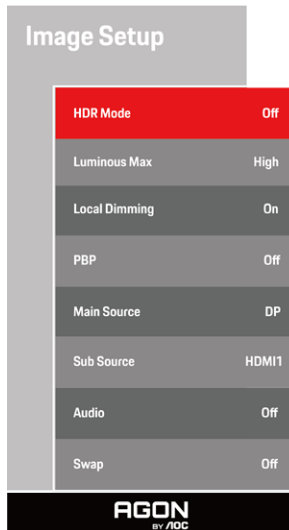 Image Setup
HDR Mode Off
Luminous Max High
Local Dimming On
PBP Off
Main Source DP
Sub Source HDMI1
Audio Off
Swap Off
AGON
BY AOC